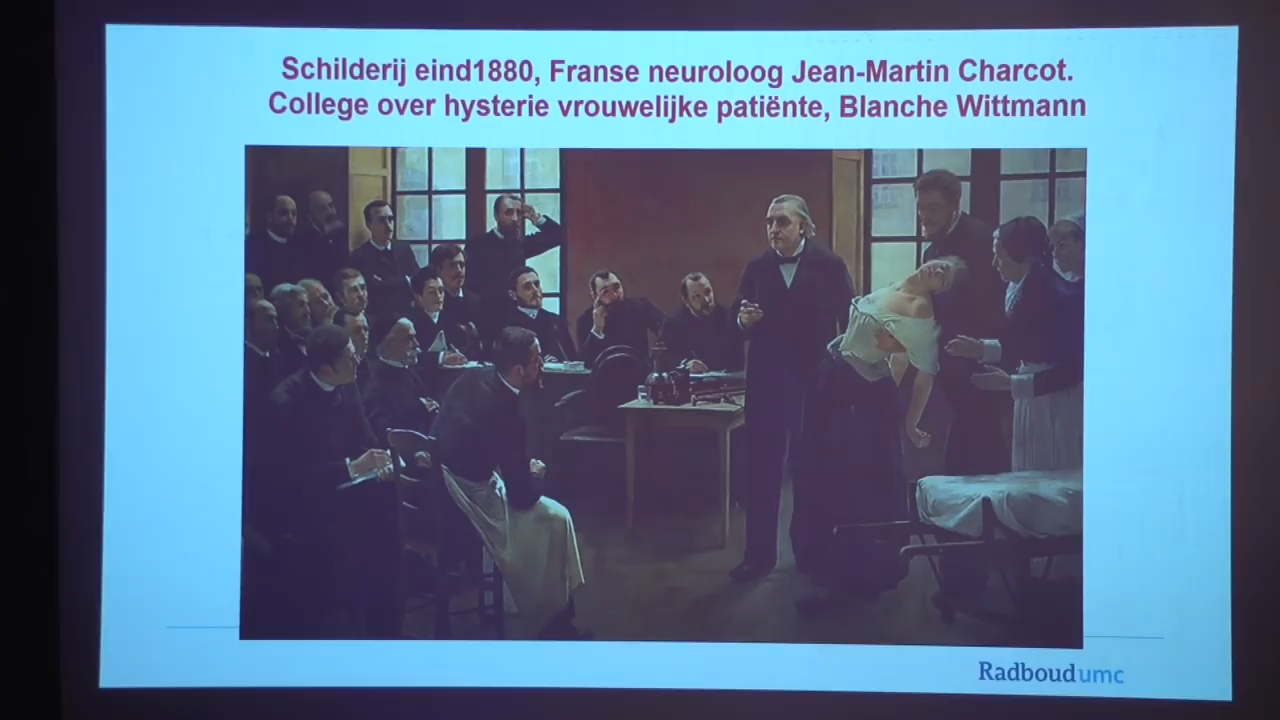 Schilderij eind1880, Franse neuroloog Jean-Martin Charcot.
College over hysterie vrouwelijke patiënte, Blanche Wittmann
Radboudumc